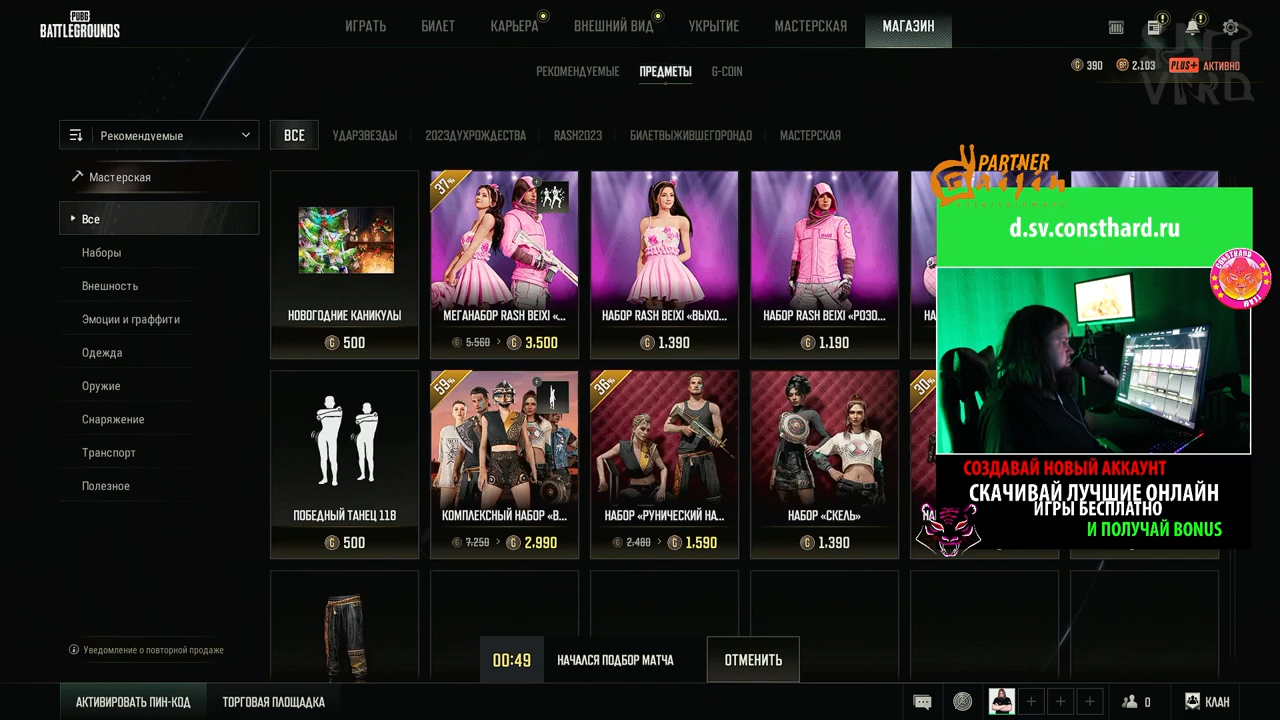 PUBG
BATTLEGROUNDS
ИГРАТЬ
БИЛЕТ
КАРЬЕРА
ВНЕШНИЙ ВИД
УКРЫТИЕ
МАСТЕРСКАЯ
МАГАЗИН
РЕКОМЕНДУЕМЫЕ
ПРЕДМЕТЫ
G-COIN
390
2,103
PLUS+ АКТИВНО
Рекомендуемые
ВСЕ
УДАРЗВЕЗДЫ
2023ДУХРОЖДЕСТВА
RASH2023
БИЛЕТВЫЖИВШЕГОРОНДО
МАСТЕРСКАЯ
Мастерская
Все
Наборы
Внешность
Эмоции и граффити
Одежда
Оружие
Снаряжение
Транспорт
Полезное
НОВОГОДНИЕ КАНИКУЛЫ
500
37%
МЕГАНАБОР RASH BEIXI «...
5.560 > 3,500
НАБОР RASH BEIXI «ВЫХО...
1,390
НАБОР RASH BEIXI «РОЗО...
1,190
ПОБЕДНЫЙ ТАНЕЦ 118
500
59%
КОМПЛЕКСНЫЙ НАБОР «В...
7.250 > 2,990
36%
НАБОР «РУНИЧЕСКИЙ НА...
2.480 > 1,590
НАБОР «СКЕЛЬ»
1,390
30%
PARTNER
Gaijin
entertainment
d.sv.consthard.ru
CONSTHARD
TEAM
СОЗДАВАЙ НОВЫЙ АККАУНТ
СКАЧИВАЙ ЛУЧШИЕ ОНЛАЙН
ИГРЫ БЕСПЛАТНО
И ПОЛУЧАЙ BONUS
Уведомление о повторной продаже
00:49
НАЧАЛСЯ ПОДБОР МАТЧА
ОТМЕНИТЬ
АКТИВИРОВАТЬ ПИН-КОД
ТОРГОВАЯ ПЛОЩАДКА
0
КЛАН